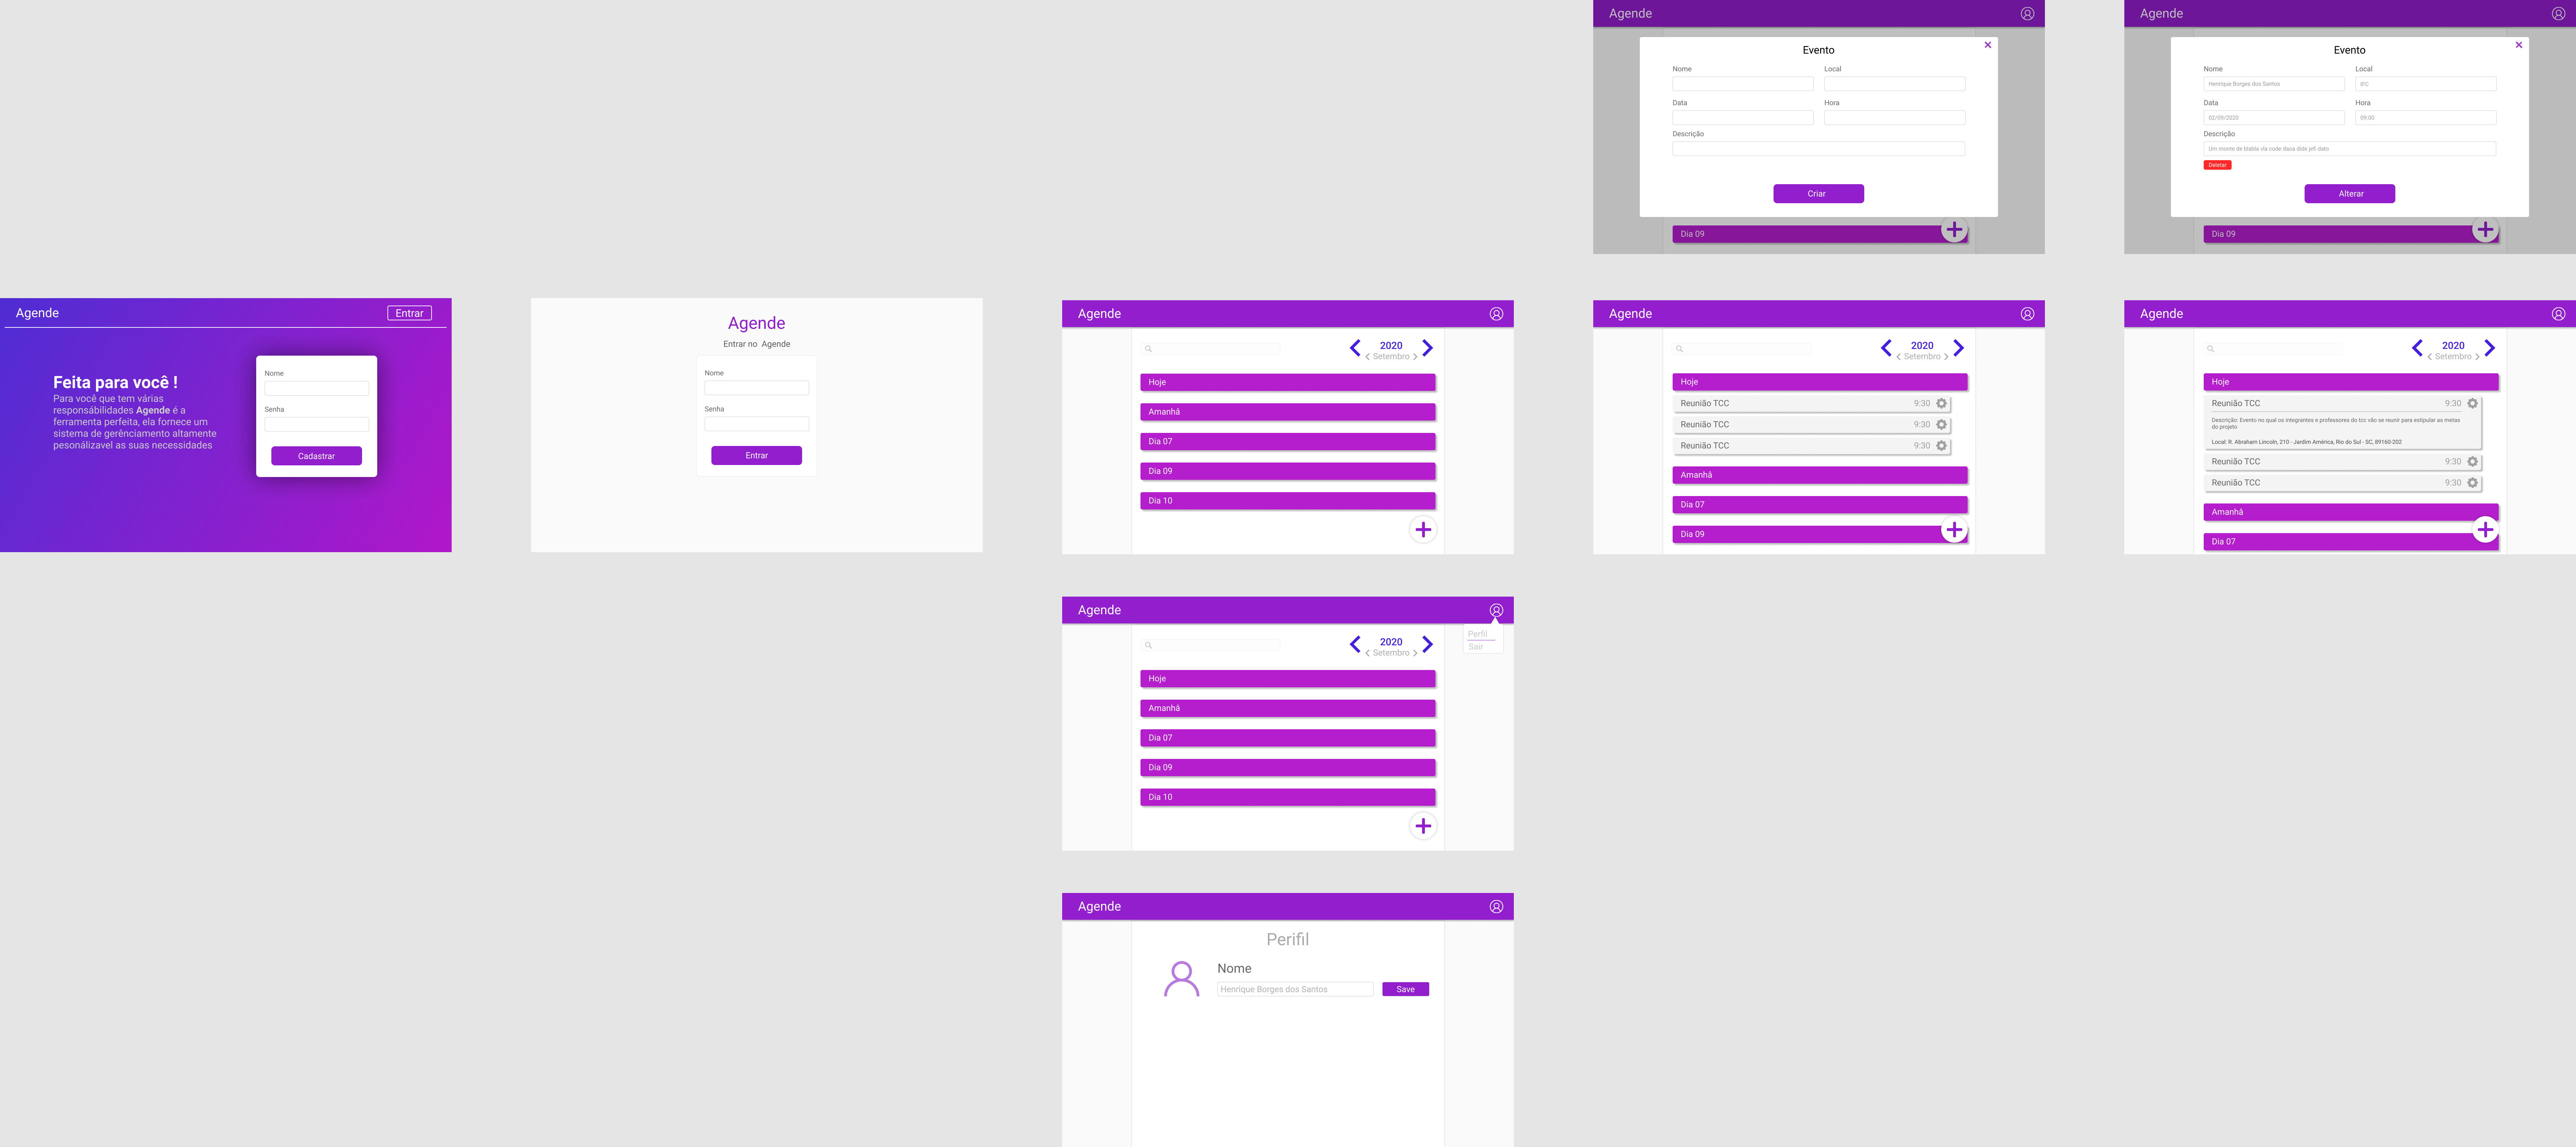 Agende
Evento
Nome
Local
Data
Hora
Descrição
Criar
Dia 09
Agende
Evento
Nome
Local
Henrique Borges dos Santos
IFC
Data
Hora
02/09/2020
09:00
Descrição
Um monte de blabla vla code daoa dide jefi dato
Deletar
Alterar
Dia 09
Agende
Entrar
Feita para você !
Para você que tem várias
responsábilidades Agende é a
ferramenta perfeita, ela fornece um
sistema de gerênciamento altamente
pesonálizavel as suas necessidades
Nome
Senha
Cadastrar
Agende
Entrar no Agende
Nome
Senha
Entrar
Agende
2020
Setembro
Hoje
Amanhâ
Dia 07
Dia 09
Dia 10
Agende
2020
Setembro
Hoje
Reunião TCC 9:30
Reunião TCC 9:30
Reunião TCC 9:30
Amanhâ
Dia 07
Dia 09
Agende
2020
Setembro
Hoje
Reunião TCC 9:30
Descrição: Evento no qual os integrantes e professores do tcc vão se reunir para estipular as metas
do projeto
Local: R. Abraham Lincoln, 210 - Jardim América, Rio do Sul - SC, 89160-202
Reunião TCC 9:30
Reunião TCC 9:30
Amanhâ
Dia 07
Agende
Perfil
Sair
2020
Setembro
Hoje
Amanhâ
Dia 07
Dia 09
Dia 10
Agende
Perifil
Nome
Henrique Borges dos Santos
Save